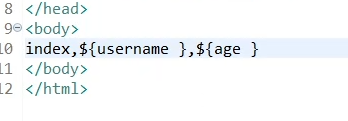 8 </head>
9 <body>
10 index,${username },${age }
11 </body>
12 </html>